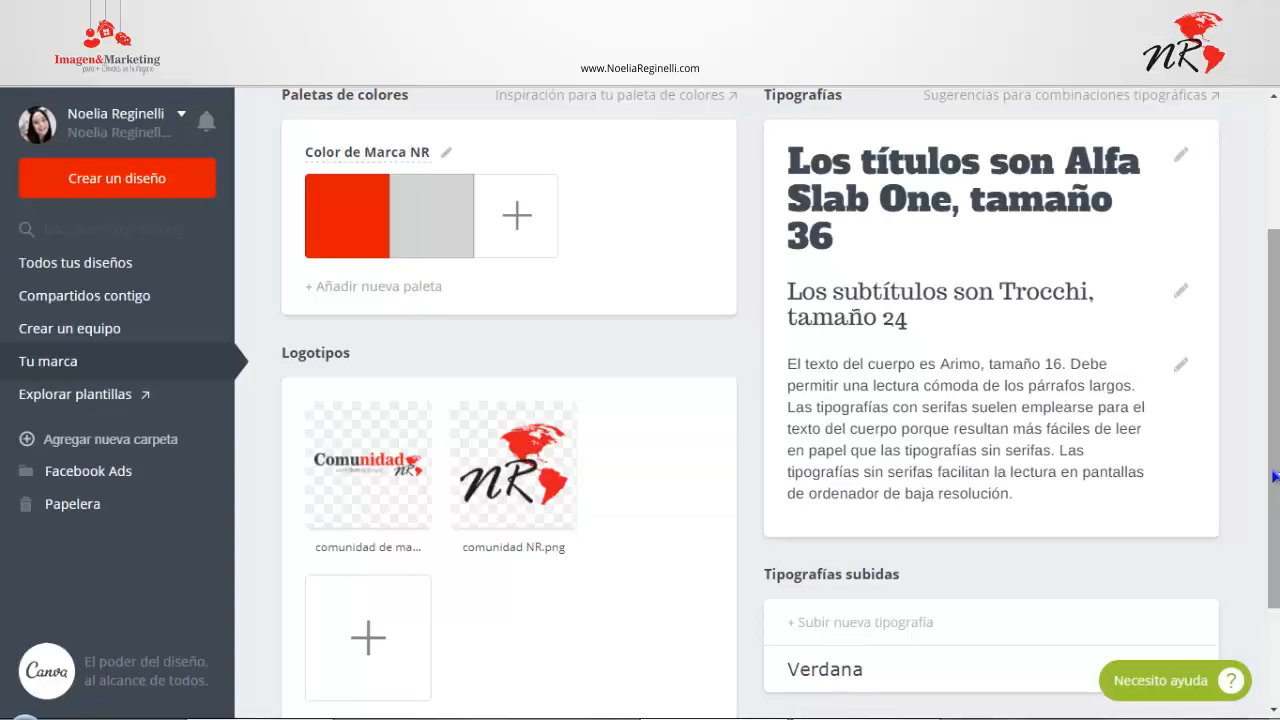 Imagen&Marketing
www.NoeliaReginelli.com
NR
Noelia Reginelli
Noelia Reginell...
Crear un diseño
Todos tus diseños
Compartidos contigo
Crear un equipo
Tu marca
Explorar plantillas
Agregar nueva carpeta
Facebook Ads
Papelera
Canva
El poder del diseño,
al alcance de todos.
Paletas de colores
Inspiración para tu paleta de colores
Color de Marca NR
+ Añadir nueva paleta
Logotipos
Comunidad
NR
NR
comunidad de ma...
comunidad NR.png
Tipografías
Sugerencias para combinaciones tipográficas
Los títulos son Alfa
Slab One, tamaño
36
Los subtítulos son Trocchi,
tamaño 24
El texto del cuerpo es Arimo, tamaño 16. Debe
permitir una lectura cómoda de los párrafos largos.
Las tipografías con serifas suelen emplearse para el
texto del cuerpo porque resultan más fáciles de leer
en papel que las tipografías sin serifas. Las
tipografías sin serifas facilitan la lectura en pantallas
de ordenador de baja resolución.
Tipografías subidas
+ Subir nueva tipografía
Verdana
Necesito ayuda ?